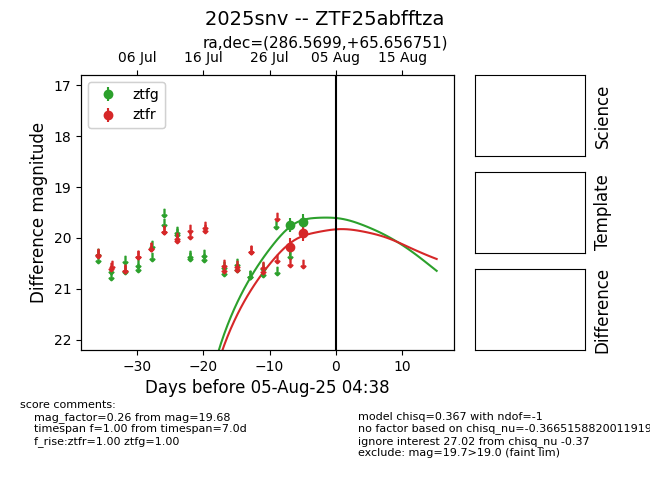 2025snv -- ZTF25abfftza
ra,dec=(286.5699,+65.656751)
06 Jul 16 Jul 26 Jul 05 Aug 15 Aug
ztfg
ztfr
17
18
19
20
21
22
Difference magnitude
−30 −20 −10 0 10
Days before 05-Aug-25 04:38
Science
Template
Difference
score comments:
mag_factor=0.26 from mag=19.68
timespan f=1.00 from timespan=7.0d
f_rise:ztfr=1.00 ztfg=1.00
model chisq=0.367 with ndof=-1
no factor based on chisq_nu=-0.3665158820011919
ignore interest 27.02 from chisq_nu -0.37
exclude: mag=19.7>19.0 (faint lim)